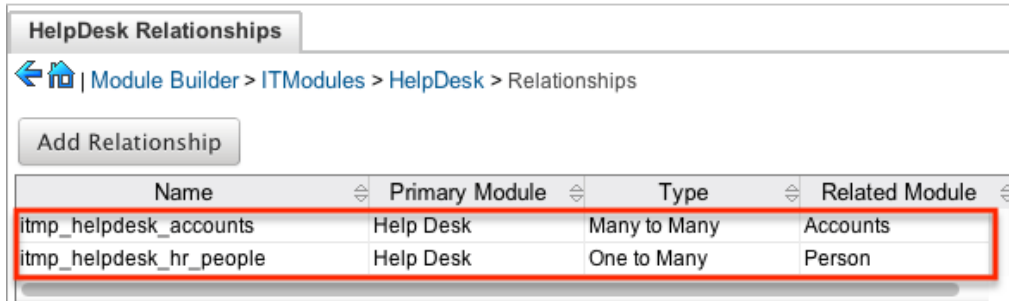 HelpDesk Relationships
| Module Builder > ITModules > HelpDesk > Relationships
Add Relationship
Name Primary Module Type Related Module
itmp_helpdesk_accounts Help Desk Many to Many Accounts
itmp_helpdesk_hr_people Help Desk One to Many Person